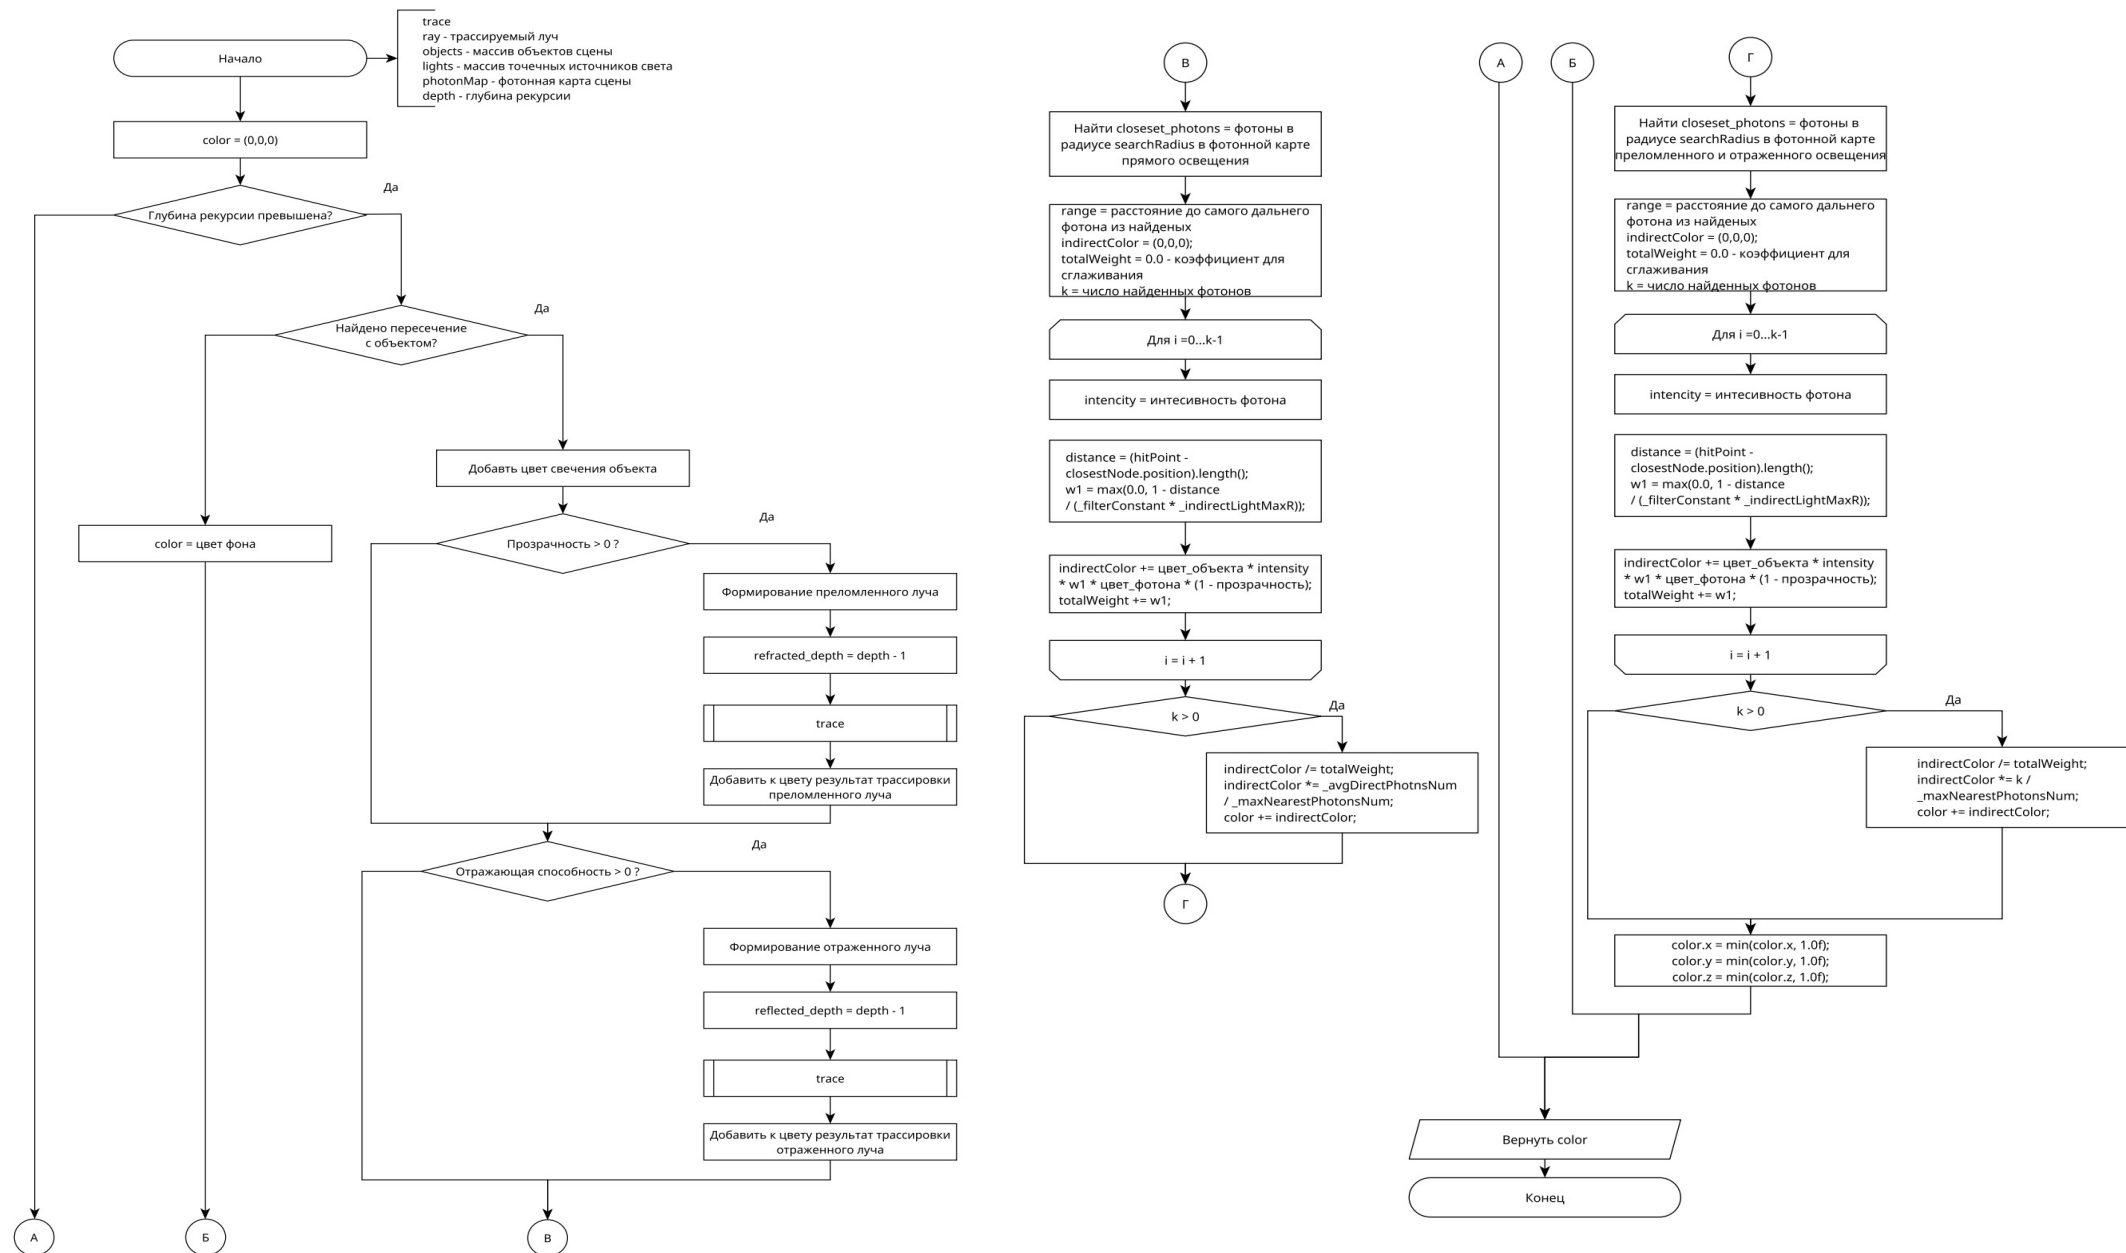 Начало
trace
ray - трассируемый луч
objects - массив объектов сцены
lights - массив точечных источников света
photonMap - фотонная карта сцены
depth - глубина рекурсии
color = (0,0,0)
Да
Глубина рекурсии превышена?
Да
Найдено пересечение
с объектом?
Добавть цвет свечения объекта
color = цвет фона
Да
Прозрачность > 0 ?
Формирование преломленного луча
refracted_depth = depth - 1
trace
Добавить к цвету результат трассировки
преломленного луча
Да
Отражающая способность > 0 ?
Формирование отраженного луча
reflected_depth = depth - 1
trace
Добавить к цвету результат трассировки
отраженного луча
А
Б
В
В
Найти closeset_photons = фотоны в
радиусе searchRadius в фотонной карте
прямого освещения
range = расстояние до самого дальнего
фотона из найденых
indirectColor = (0,0,0);
totalWeight = 0.0 - коэффициент для
сглаживания
k = число найденных фотонов
Для i =0...k-1
intencity = интесивность фотона
distance = (hitPoint -
closestNode.position).length();
w1 = max(0.0, 1 - distance
/ (_filterConstant * _indirectLightMaxR));
indirectColor += цвет_объекта * intensity
* w1 * цвет_фотона * (1 - прозрачность);
totalWeight += w1;
i = i + 1
k > 0
Да
indirectColor /= totalWeight;
indirectColor *= _avgDirectPhotnsNum
/ _maxNearestPhotonsNum;
color += indirectColor;
Г
А
Б
Г
Найти closeset_photons = фотоны в
радиусе searchRadius в фотонной карте
преломленного и отраженного освещения
range = расстояние до самого дальнего
фотона из найденых
indirectColor = (0,0,0);
totalWeight = 0.0 - коэффициент для
сглаживания
k = число найденных фотонов
Для i =0...k-1
intencity = интесивность фотона
distance = (hitPoint -
closestNode.position).length();
w1 = max(0.0, 1 - distance
/ (_filterConstant * _indirectLightMaxR));
indirectColor += цвет_объекта * intensity
* w1 * цвет_фотона * (1 - прозрачность);
totalWeight += w1;
i = i + 1
k > 0
Да
indirectColor /= totalWeight;
indirectColor *= k /
_maxNearestPhotonsNum;
color += indirectColor;
color.x = min(color.x, 1.0f);
color.y = min(color.y, 1.0f);
color.z = min(color.z, 1.0f);
Вернуть color
Конец